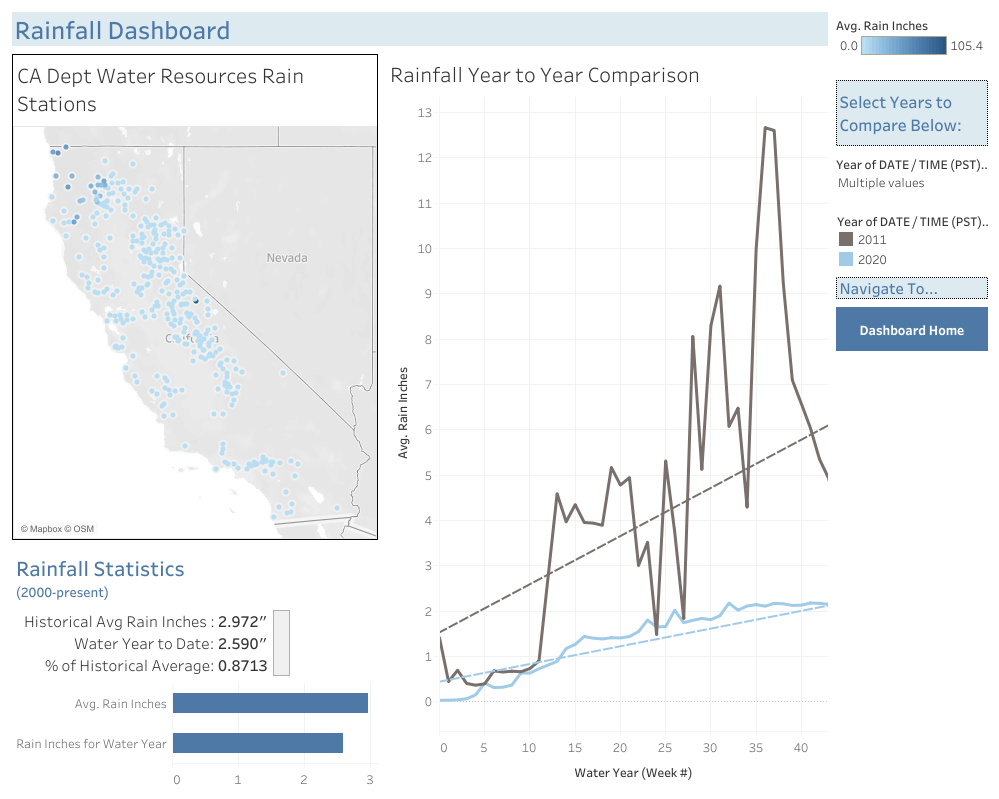 Rainfall Dashboard
CA Dept Water Resources Rain
Stations
Nevada
California
© Mapbox © OSM
Rainfall Year to Year Comparison
13
12
11
10
9
8
7
6
5
4
3
2
1
0
Avg. Rain Inches
0 5 10 15 20 25 30 35 40
Water Year (Week #)
Avg. Rain Inches
0.0 105.4
Select Years to
Compare Below:
Year of DATE / TIME (PST)..
Multiple values
Year of DATE / TIME (PST)..
2011
2020
Navigate To...
Dashboard Home
Rainfall Statistics
(2000-present)
Historical Avg Rain Inches : 2.972″
Water Year to Date: 2.590″
% of Historical Average: 0.8713
Avg. Rain Inches
Rain Inches for Water Year
0 1 2 3